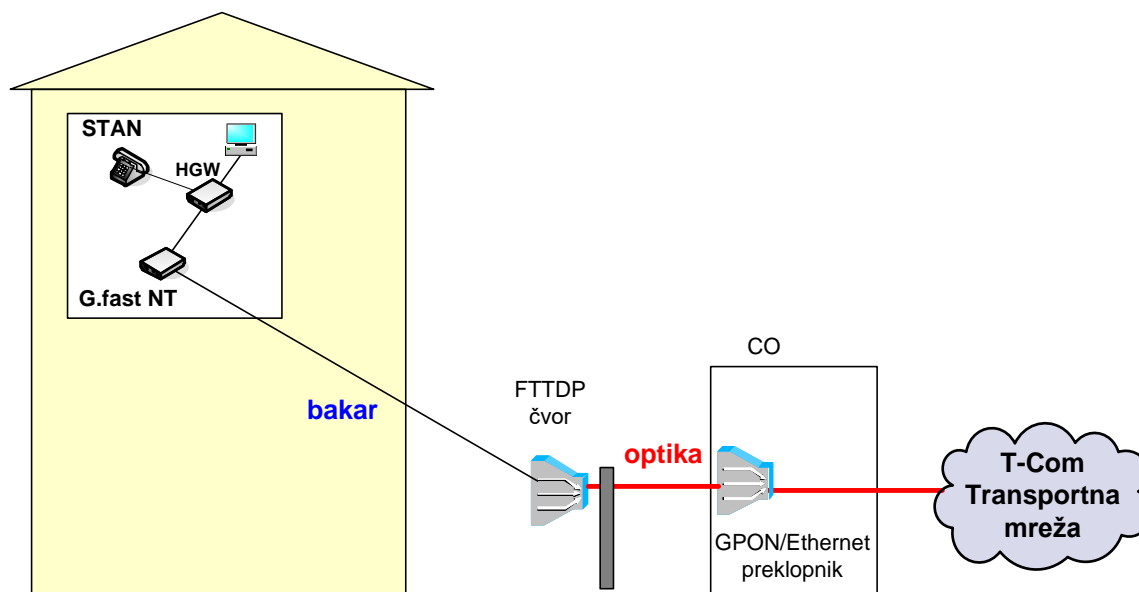 STAN
HGW
G.fast NT
bakar
FTTDP
čvor
optika
CO
GPON/Ethernet
preklopnik
T-Com
Transportna
mreža